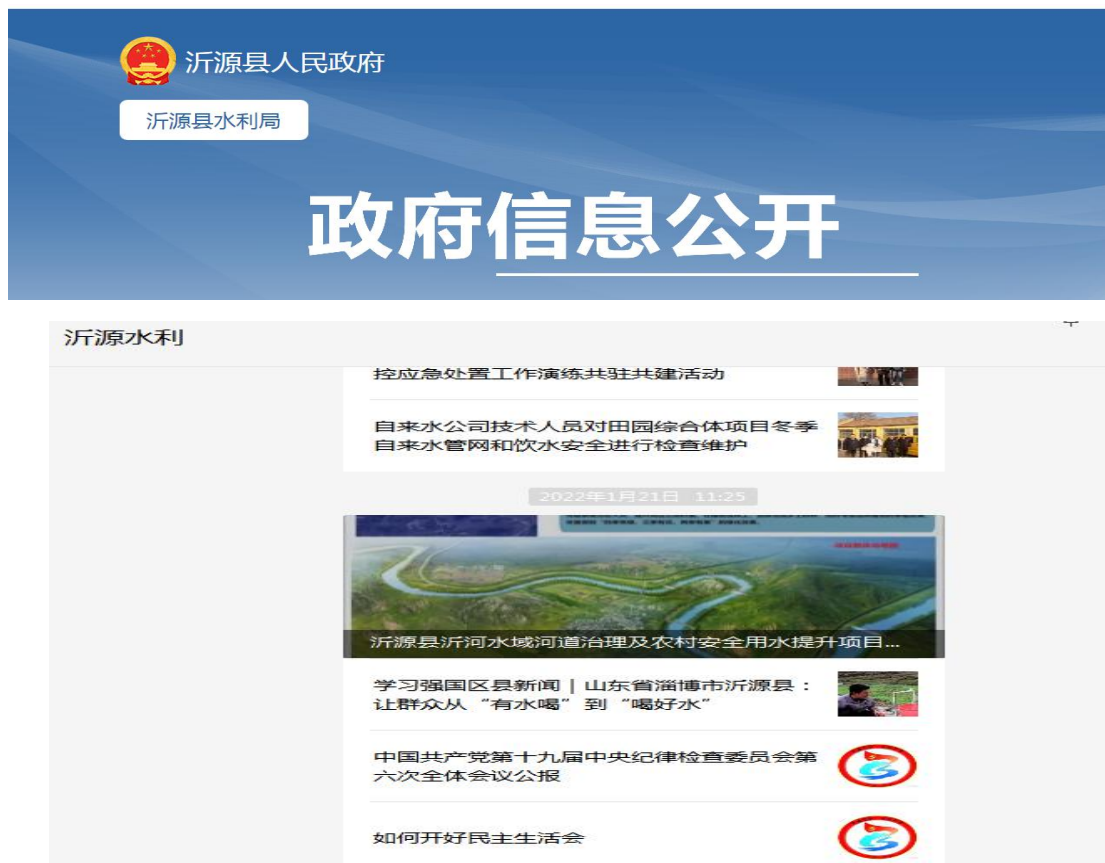 沂源县人民政府
沂源县水利局
政府信息公开
沂源水利
控应急处置工作演练共驻共建活动
自来水公司技术人员对田园综合体项目冬季
自来水管网和饮水安全进行检查维护
2022年1月21日 11:25
沂源县沂河水域河道治理及农村安全用水提升项目...
学习强国区县新闻｜山东省淄博市沂源县：
让群众从“有水喝”到“喝好水”
中国共产党第十九届中央纪律检查委员会第
六次全体会议公报
如何开好民主生活会